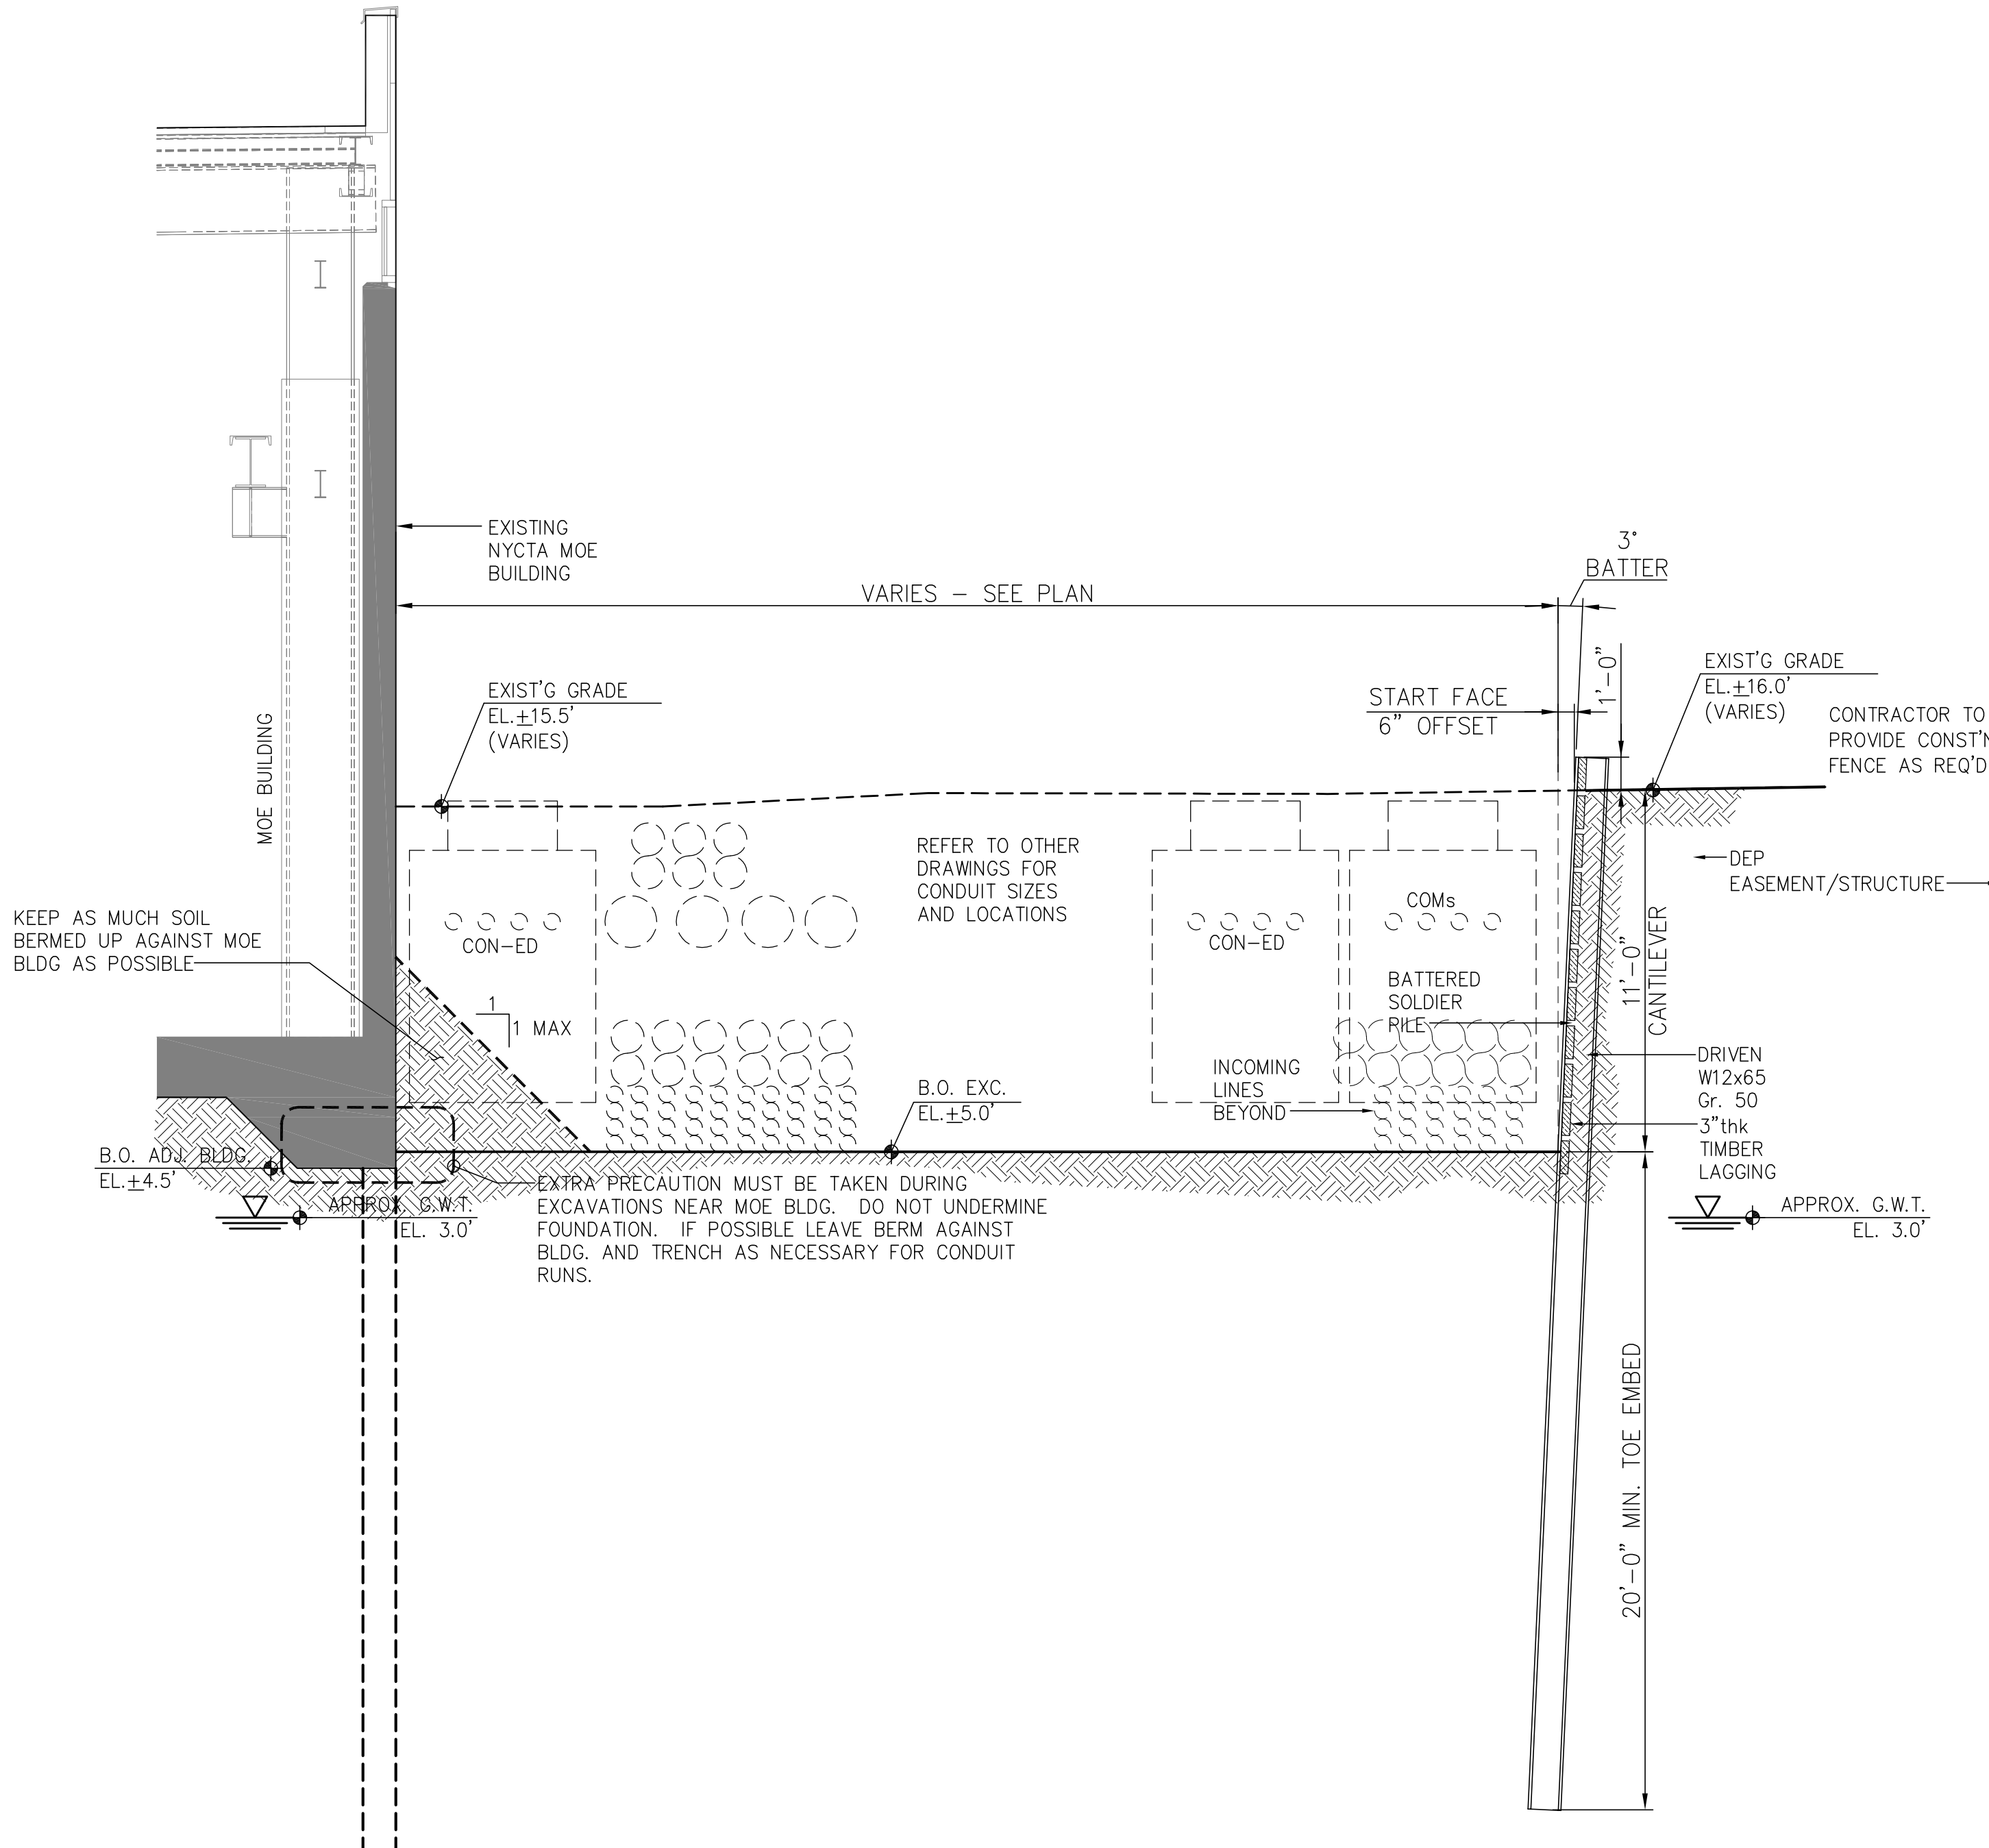 EXISTING
NYCTA MOE
BUILDING
3°
BATTER
VARIES – SEE PLAN
1'-0"
EXIST'G GRADE
EL.±16.0'
(VARIES)
START FACE
6" OFFSET
EXIST'G GRADE
EL.±15.5'
(VARIES)
CONTRACTOR TO
PROVIDE CONST'N
FENCE AS REQ'D
MOE BUILDING
REFER TO OTHER
DRAWINGS FOR
CONDUIT SIZES
AND LOCATIONS
DEP
EASEMENT/STRUCTURE
KEEP AS MUCH SOIL
BERMED UP AGAINST MOE
BLDG AS POSSIBLE
CON-ED
CON-ED
COMs
11'-0"
CANTILEVER
BATTERED
SOLDIER
PILE
1
1 MAX
INCOMING
LINES
BEYOND
B.O. EXC.
EL.±5.0'
DRIVEN
W12x65
Gr. 50
3"thk
TIMBER
LAGGING
B.O. ADJ. BLDG.
EL.±4.5'
APPROX. G.W.T.
EL. 3.0'
EXTRA PRECAUTION MUST BE TAKEN DURING
EXCAVATIONS NEAR MOE BLDG. DO NOT UNDERMINE
FOUNDATION. IF POSSIBLE LEAVE BERM AGAINST
BLDG. AND TRENCH AS NECESSARY FOR CONDUIT
RUNS.
APPROX. G.W.T.
EL. 3.0'
20'-0" MIN. TOE EMBED